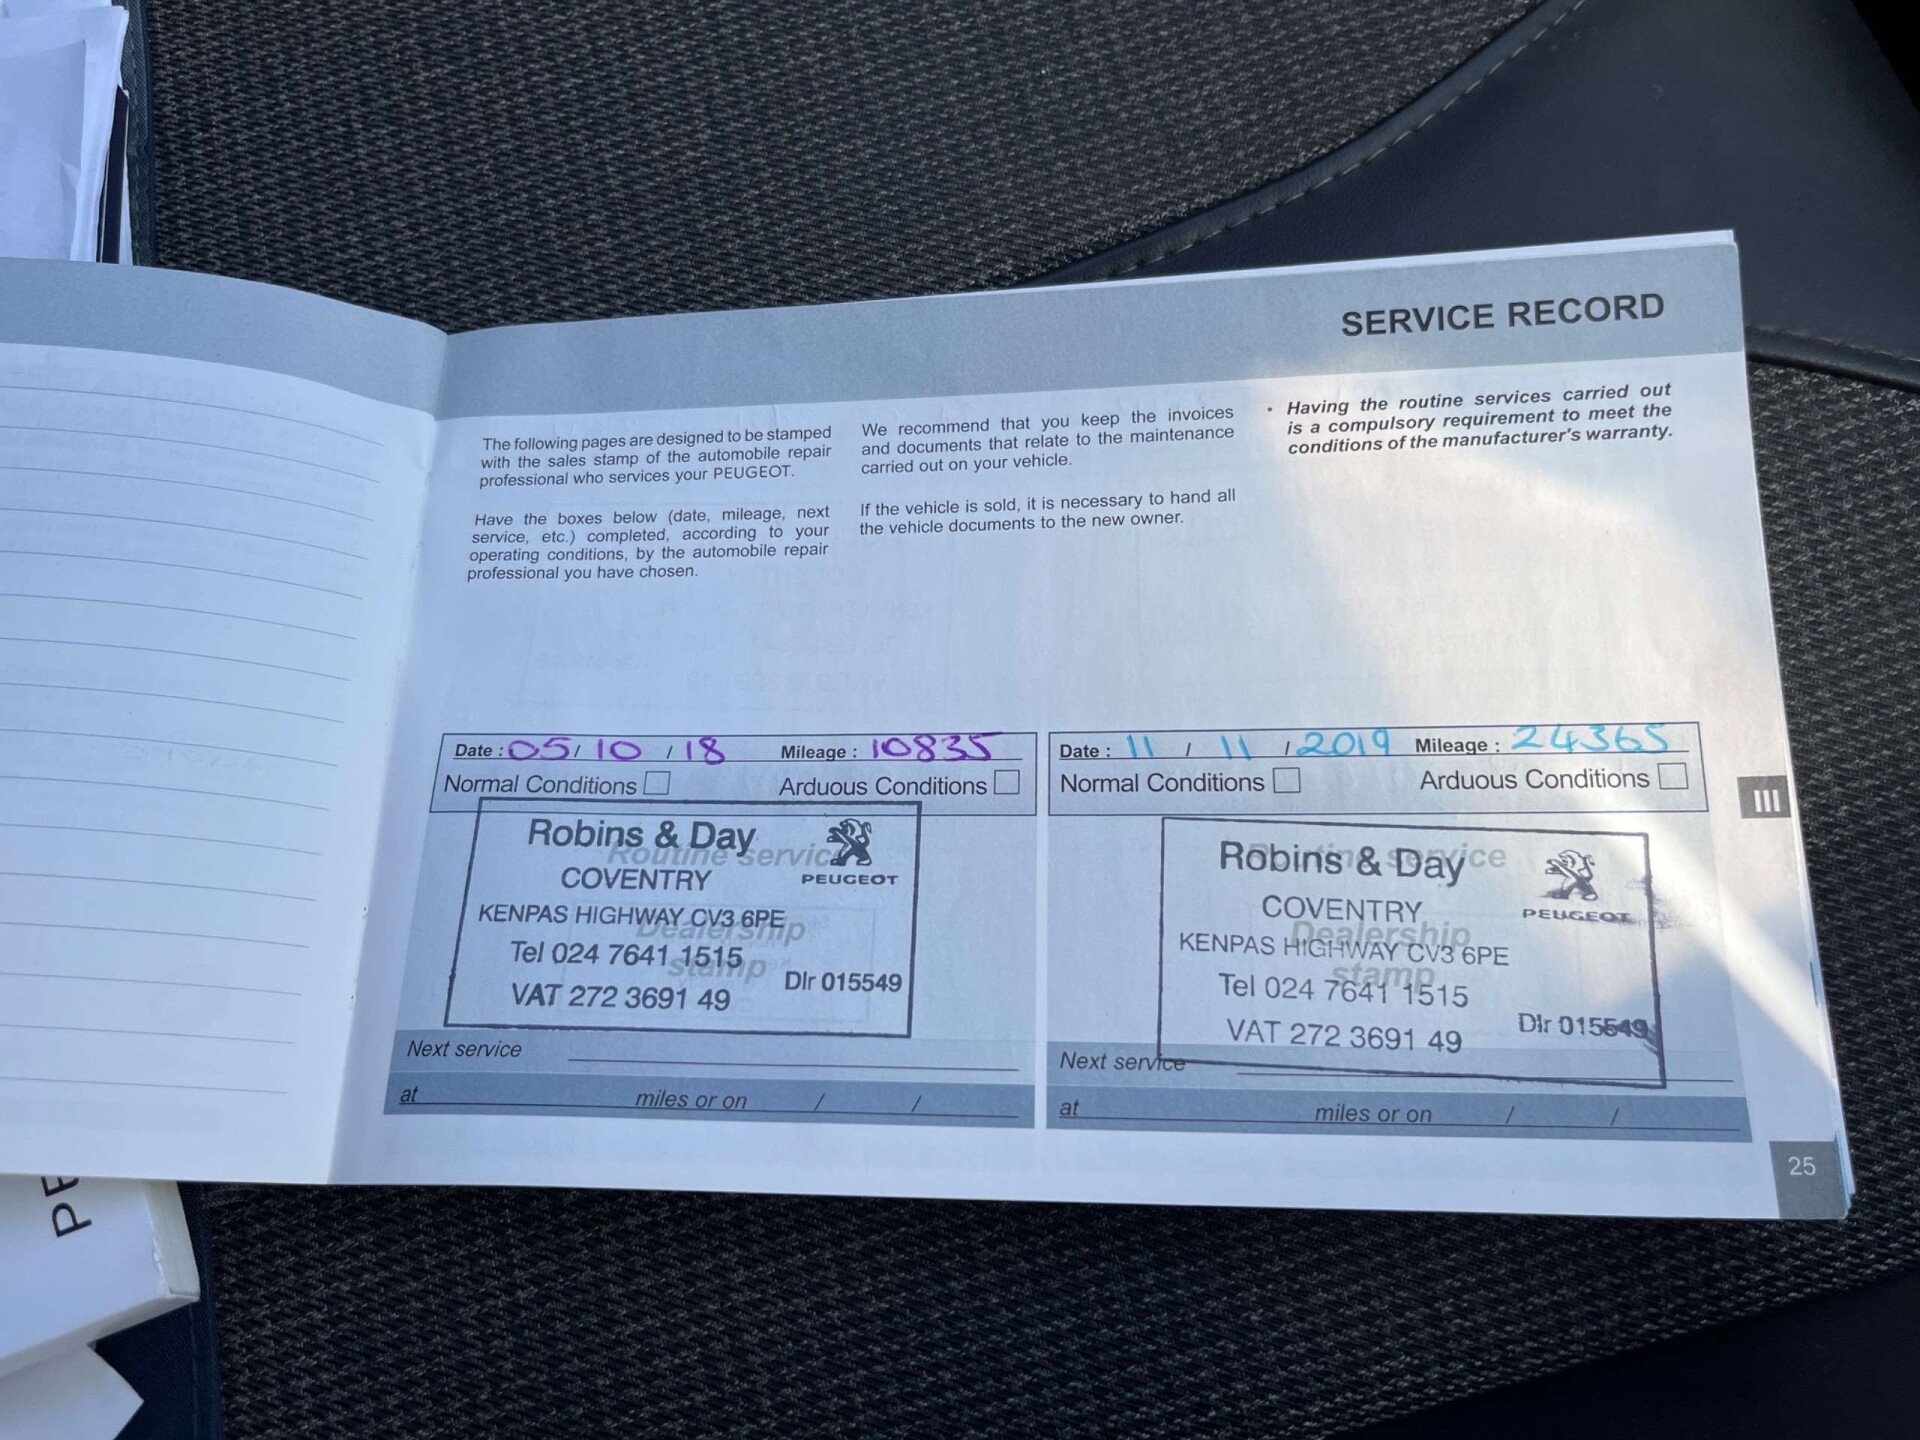 SERVICE RECORD
The following pages are designed to be stamped
with the sales stamp of the automobile repair
professional who services your PEUGEOT.
Have the boxes below (date, mileage, next
service, etc.) completed, according to your
operating conditions, by the automobile repair
professional you have chosen.
We recommend that you keep the invoices
and documents that relate to the maintenance
carried out on your vehicle.
If the vehicle is sold, it is necessary to hand all
the vehicle documents to the new owner.
• Having the routine services carried out
is a compulsory requirement to meet the
conditions of the manufacturer's warranty.
Date : 05/ 10 / 18 Mileage : 10835
Normal Conditions Arduous Conditions
Routine service
Robins & Day
COVENTRY
PEUGEOT
KENPAS HIGHWAY CV3 6PE
Dealership
stamp
Tel 024 7641 1515
Dlr 015549
VAT 272 3691 49
Next service
at miles or on / /
Date : 11 / 11 / 2019 Mileage : 24365
Normal Conditions Arduous Conditions
Routine service
Robins & Day
COVENTRY
PEUGEOT
KENPAS HIGHWAY CV3 6PE
Dealership
stamp
Tel 024 7641 1515
Dlr 015549
VAT 272 3691 49
Next service
at miles or on / /
III
25
PE